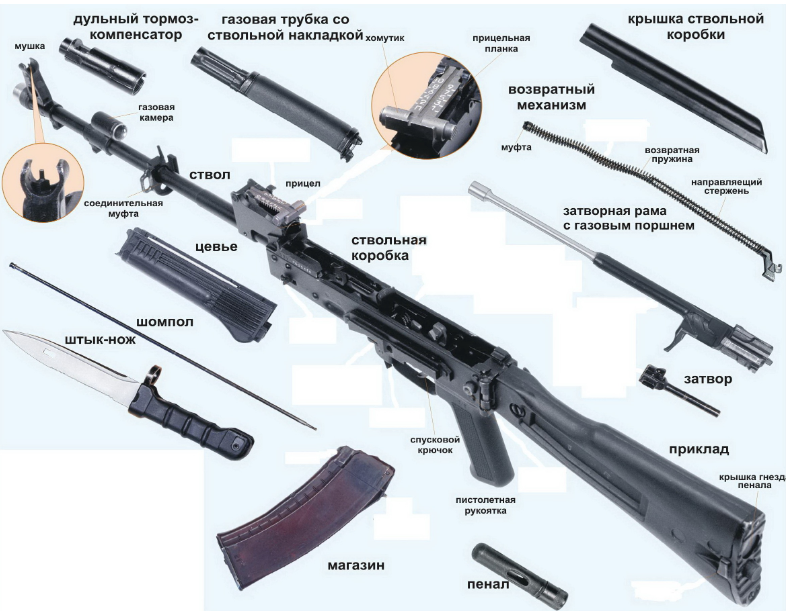 дульный тормоз-
компенсатор
газовая трубка со
ствольной накладкой
хомутик
прицельная
планка
крышка ствольной
коробки
мушка
газовая
камера
возвратный
механизм
муфта
возвратная
пружина
направляещий
стержень
ствол
прицел
соединительная
муфта
затворная рама
с газовым поршнем
цевье
ствольная
коробка
шомпол
штык-нож
затвор
спусковой
крючок
приклад
крышка гнезда
пенала
пистолетная
рукоятка
магазин
пенал